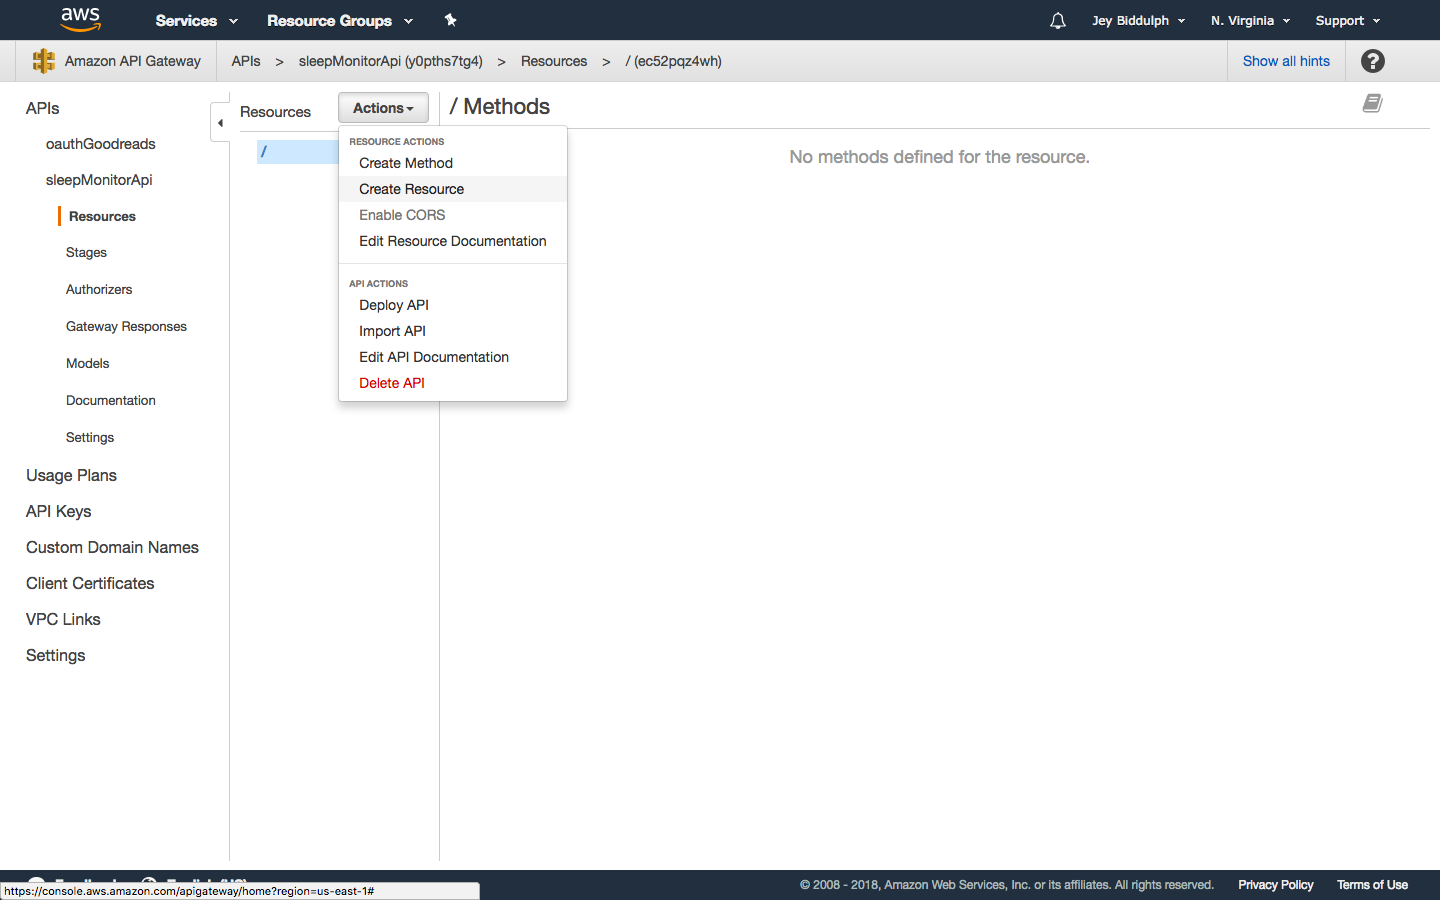 aws
Services
Resource Groups
Jey Biddulph
N. Virginia
Support
Amazon API Gateway
APIs > sleepMonitorApi (y0pths7tg4) > Resources > / (ec52pqz4wh)
Show all hints
?
APIs
oauthGoodreads
sleepMonitorApi
Resources
Stages
Authorizers
Gateway Responses
Models
Documentation
Settings
Usage Plans
API Keys
Custom Domain Names
Client Certificates
VPC Links
Settings
Resources
Actions
/
RESOURCE ACTIONS
Create Method
Create Resource
Enable CORS
Edit Resource Documentation
API ACTIONS
Deploy API
Import API
Edit API Documentation
Delete API
/ Methods
No methods defined for the resource.
https://console.aws.amazon.com/apigateway/home?region=us-east-1#
© 2008 - 2018, Amazon Web Services, Inc. or its affiliates. All rights reserved.
Privacy Policy
Terms of Use